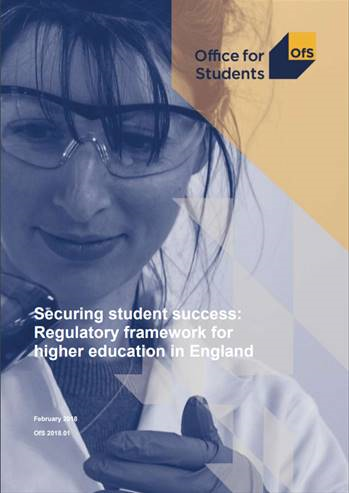 Office for
Students
OfS
Securing student success:
Regulatory framework for
higher education in England
February 2018
OfS 2018.01